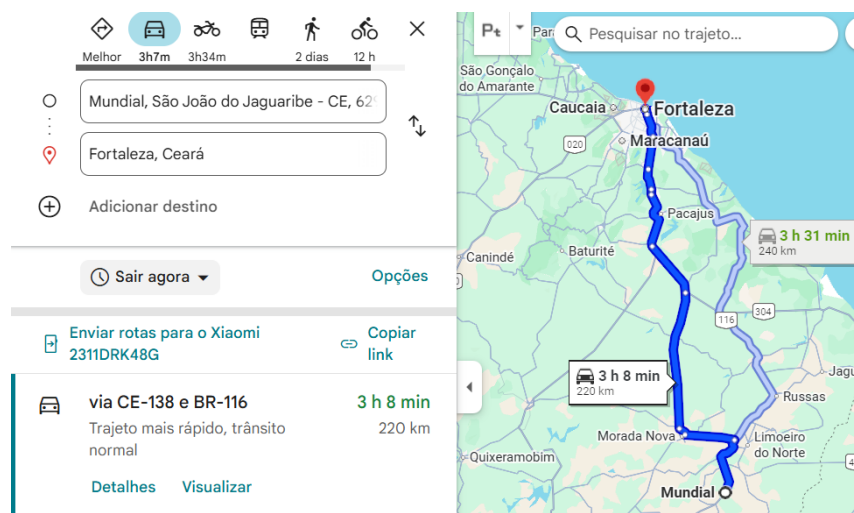 Melhor
3h7m
3h34m
2 dias
12 h
Mundial, São João do Jaguaribe - CE, 62
Fortaleza, Ceará
Adicionar destino
Sair agora
Opções
Enviar rotas para o Xiaomi
2311DRK48G
Copiar
link
via CE-138 e BR-116
3 h 8 min
Trajeto mais rápido, trânsito
normal
220 km
Detalhes
Visualizar
Pesquisar no trajeto...
São Gonçalo
do Amarante
Caucaia
Fortaleza
020
Maracanaú
Pacajus
3 h 31 min
240 km
Canindé
Baturité
304
116
3 h 8 min
220 km
Russas
Morada Nova
Limoeiro
do Norte
Quixeramobim
Mundial